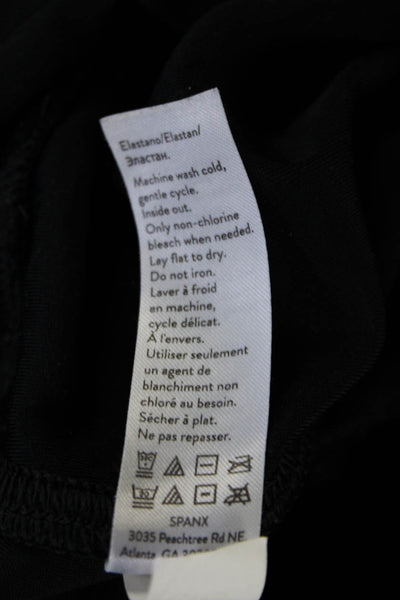 Elastano/Elastan/
Эластан.
Machine wash cold,
gentle cycle.
Inside out.
Only non-chlorine
bleach when needed.
Lay flat to dry.
Do not iron.
Laver à froid
en machine,
cycle délicat.
À l'envers.
Utiliser seulement
un agent de
blanchiment non
chloré au besoin.
Sécher à plat.
Ne pas repasser.
SPANX
3035 Peachtree Rd NE,
Atlanta, GA